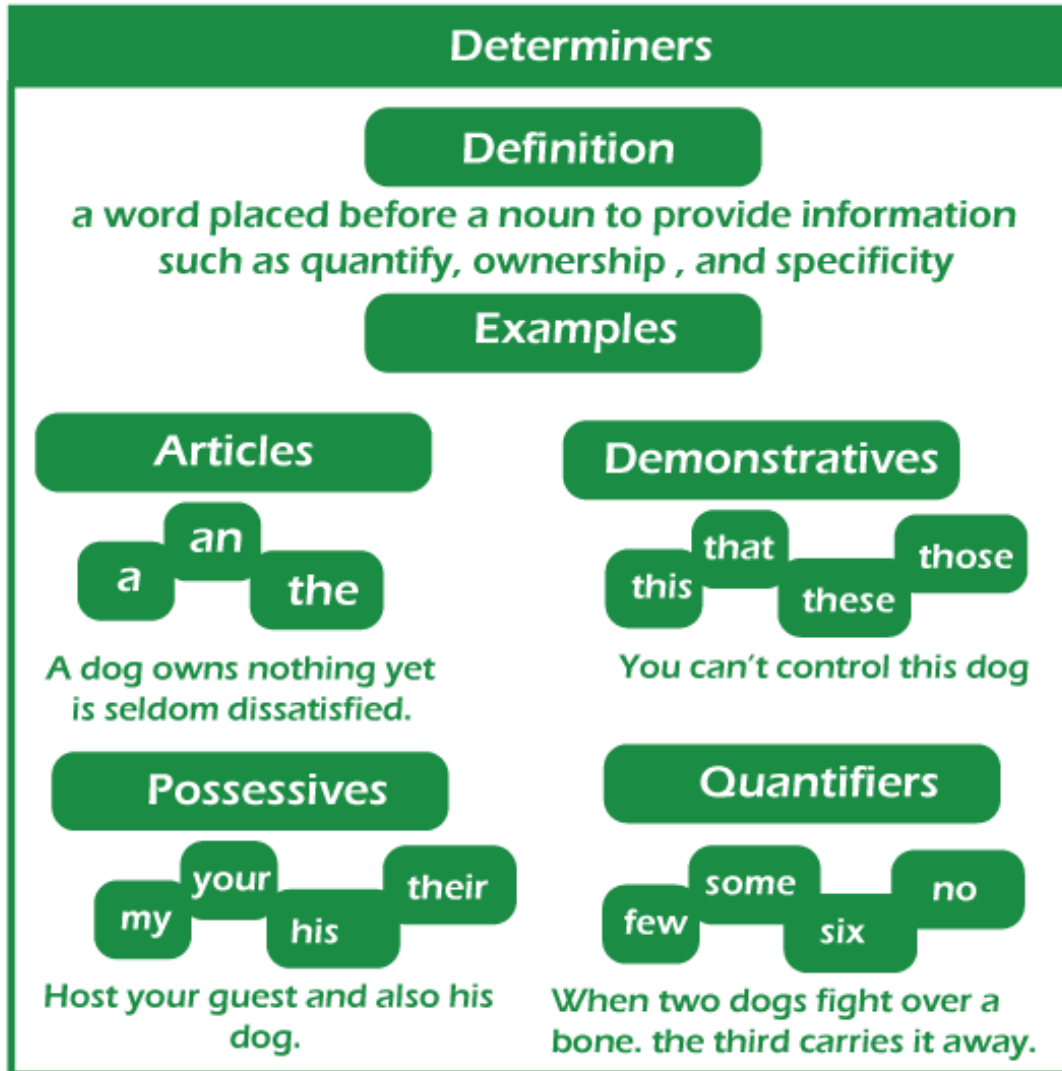 Determiners
Definition
a word placed before a noun to provide information
such as quantify, ownership , and specificity
Examples
Articles
a
an
the
A dog owns nothing yet
is seldom dissatisfied.
Demonstratives
this
that
these
those
You can't control this dog
Possessives
my
your
his
their
Host your guest and also his
dog.
Quantifiers
few
some
six
no
When two dogs fight over a
bone. the third carries it away.